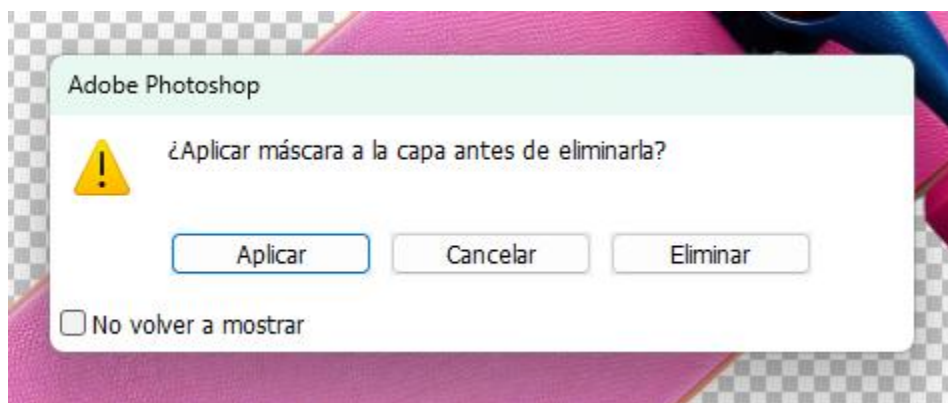 Adobe Photoshop
¿Aplicar máscara a la capa antes de eliminarla?
Aplicar
Cancelar
Eliminar
No volver a mostrar